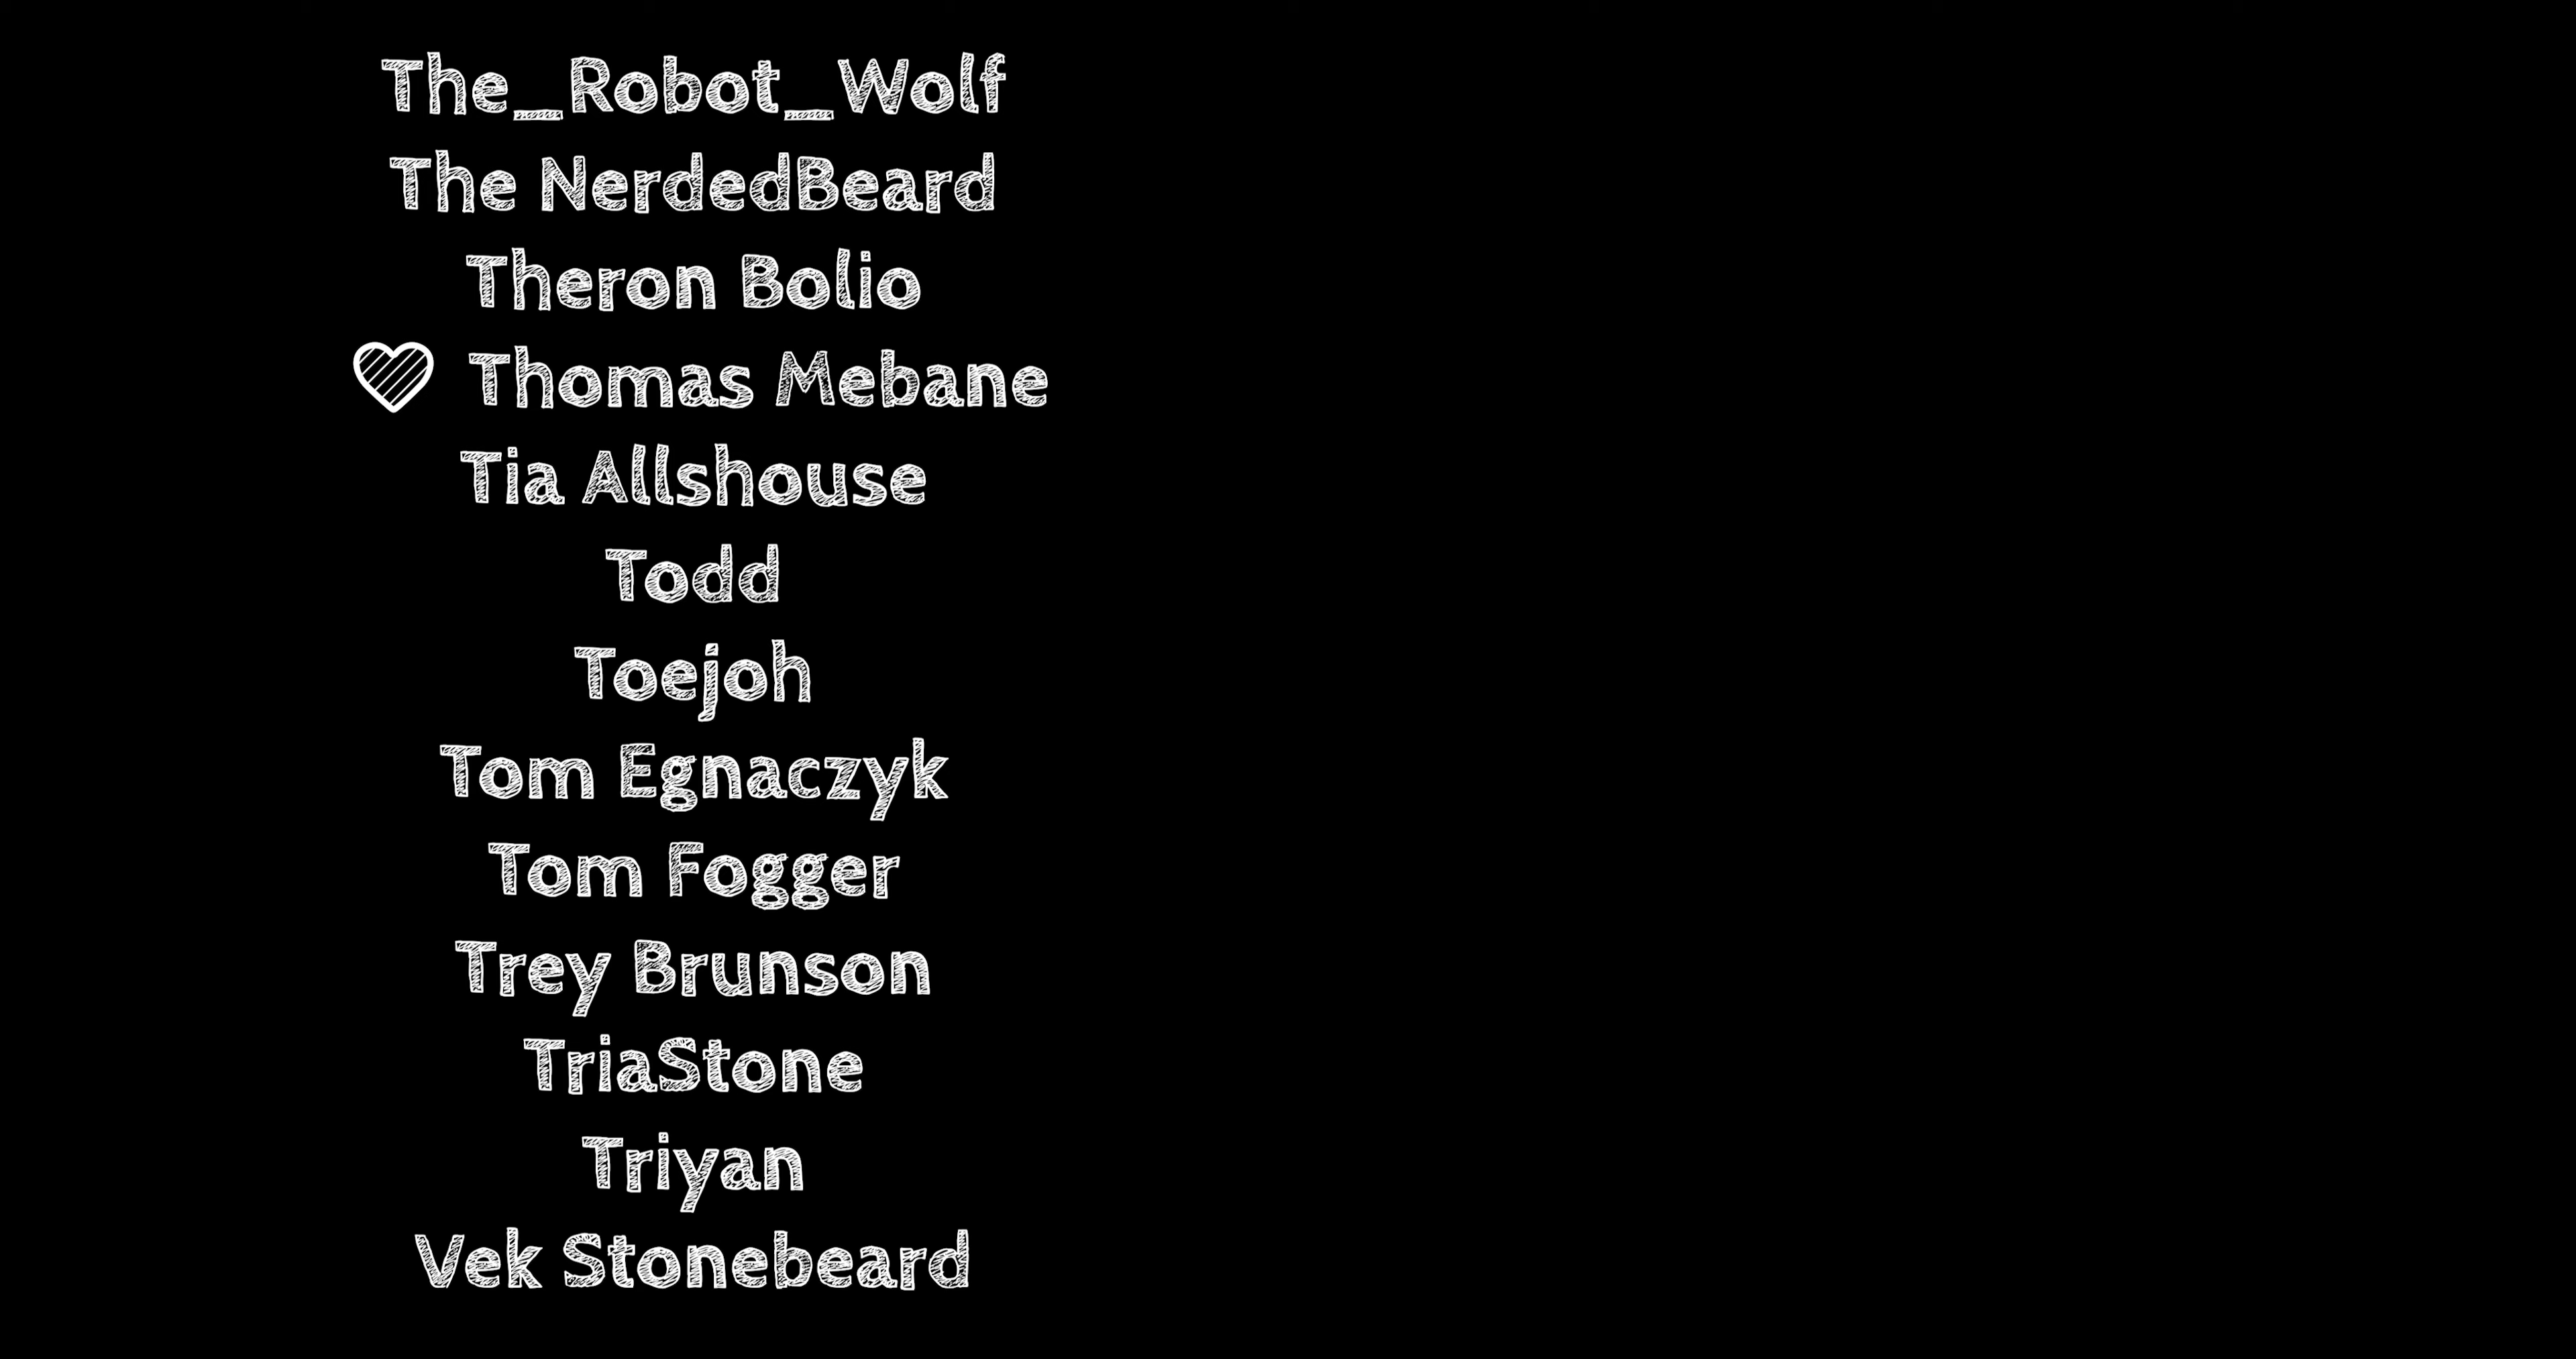 The_Robot_Wolf
The NerdedBeard
Theron Bolio
Thomas Mebane
Tia Allshouse
Todd
Toejoh
Tom Egnaczyk
Tom Fogger
Trey Brunson
TriaStone
Triyan
Vek Stonebeard